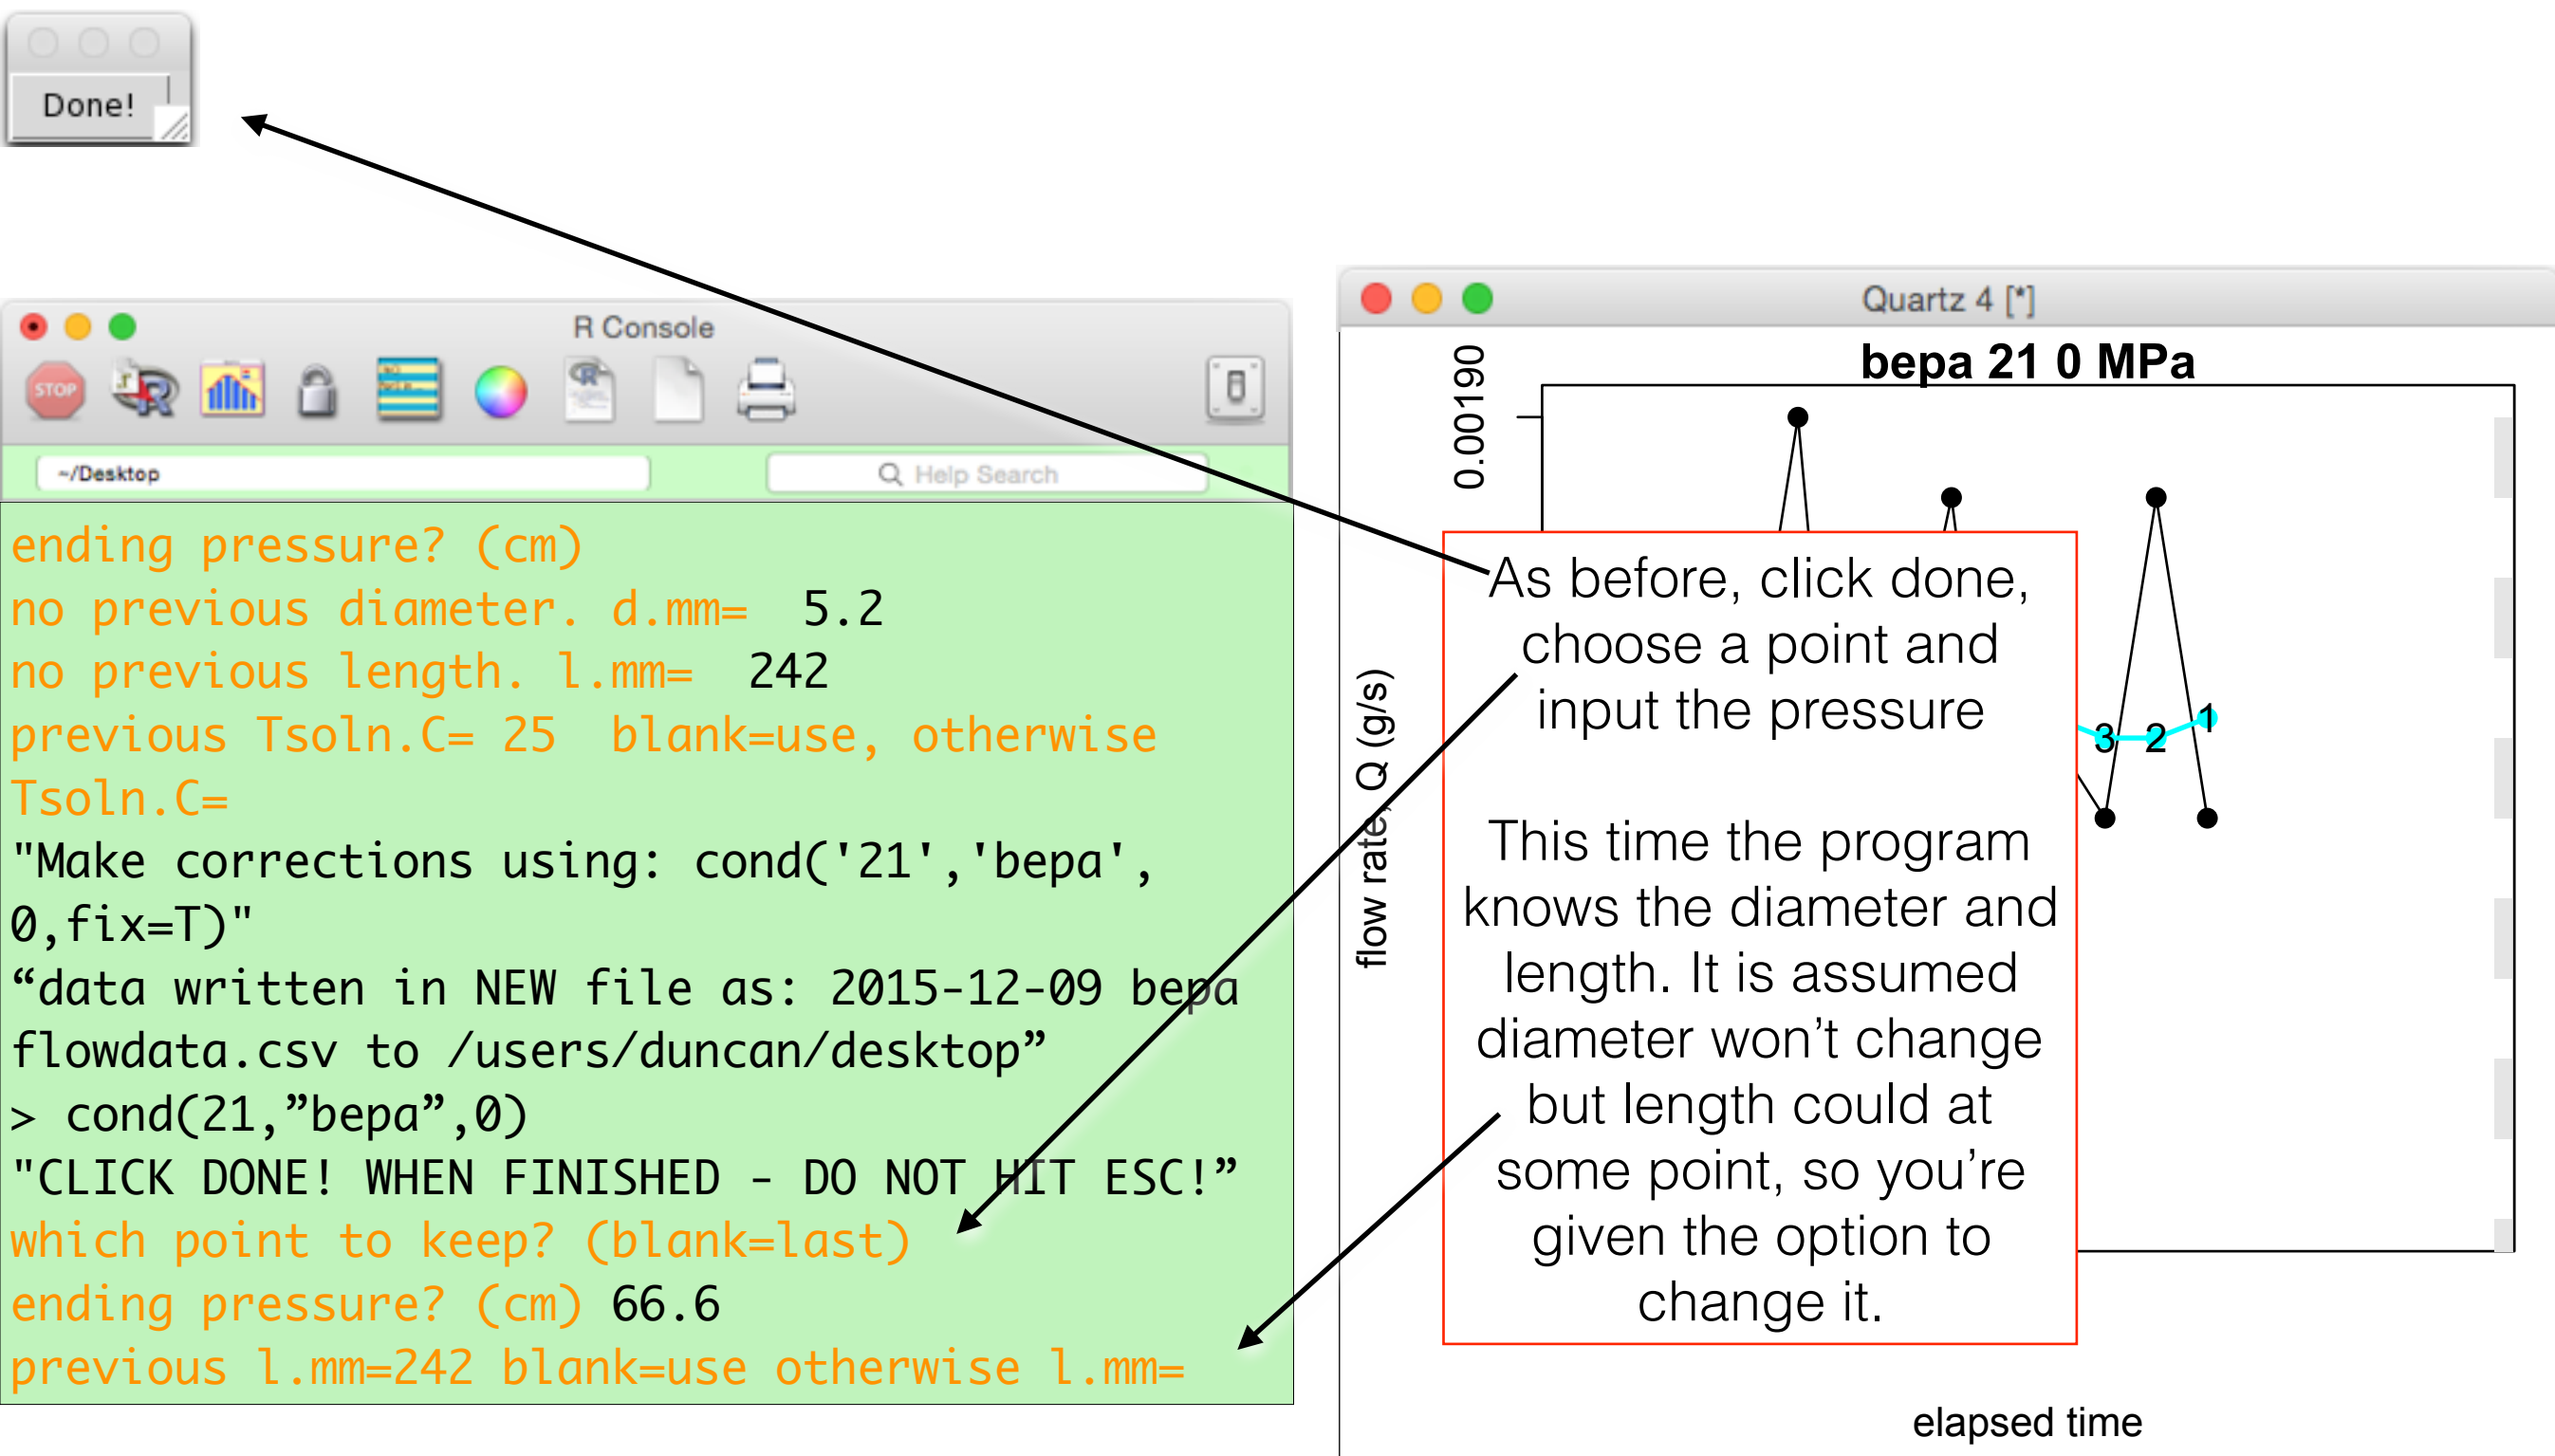 Done!
R Console
STOP
~/Desktop
Help Search
ending pressure? (cm)
no previous diameter. d.mm=  5.2
no previous length. l.mm=  242
previous Tsoln.C= 25  blank=use, otherwise
Tsoln.C=
"Make corrections using: cond('21','bepa',
0,fix=T)"
“data written in NEW file as: 2015-12-09 bepa
flowdata.csv to /users/duncan/desktop”
> cond(21,”bepa”,0)
"CLICK DONE! WHEN FINISHED - DO NOT HIT ESC!”
which point to keep? (blank=last)
ending pressure? (cm) 66.6
previous l.mm=242 blank=use otherwise l.mm=
Quartz 4 [*]
bepa 21 0 MPa
0.00190
flow rate, Q (g/s)
As before, click done,
choose a point and
input the pressure
This time the program
knows the diameter and
length. It is assumed
diameter won’t change
but length could at
some point, so you’re
given the option to
change it.
3 2 1
elapsed time